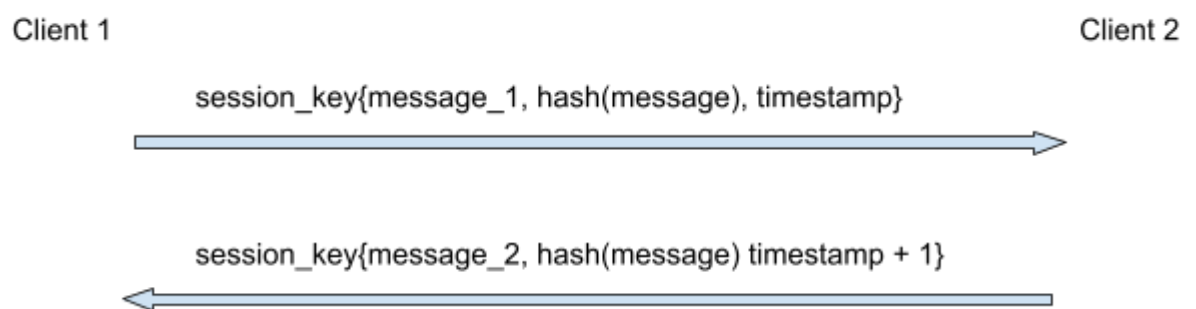 Client 1
Client 2
session_key{message_1, hash(message), timestamp}
session_key{message_2, hash(message) timestamp + 1}